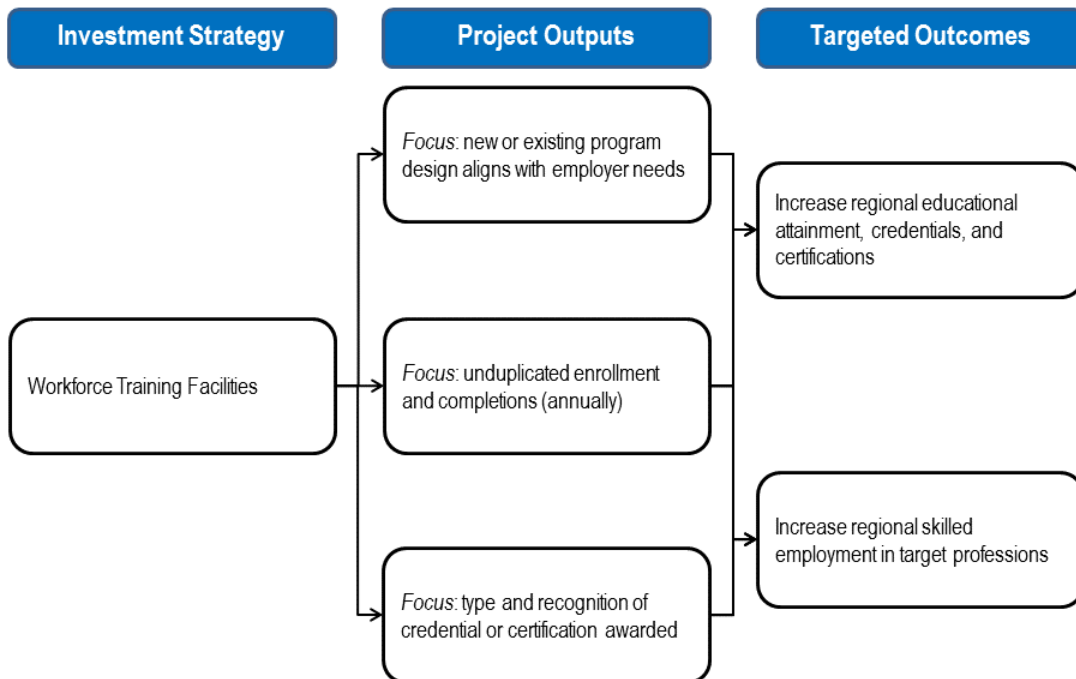 Investment Strategy
Project Outputs
Targeted Outcomes
Workforce Training Facilities
Focus: new or existing program
design aligns with employer needs
Focus: unduplicated enrollment
and completions (annually)
Focus: type and recognition of
credential or certification awarded
Increase regional educational
attainment, credentials, and
certifications
Increase regional skilled
employment in target professions